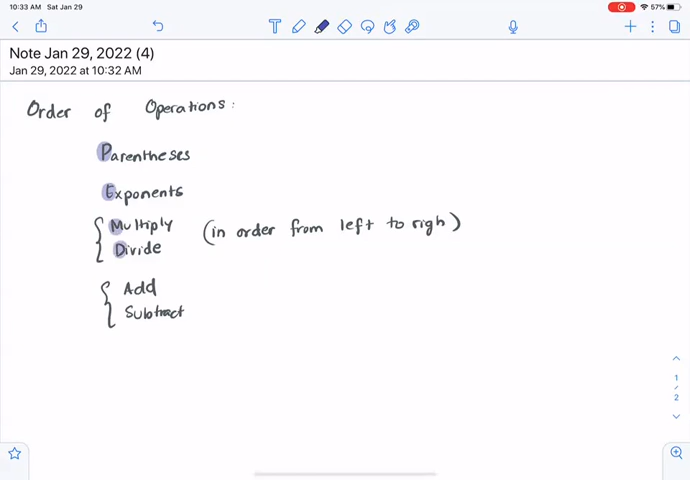 10:33 AM Sat Jan 29
57%
Note Jan 29, 2022 (4)
Jan 29, 2022 at 10:32 AM
Order of Operations:
Parentheses
Exponents
Multiply (in order from left to righ)
Divide
Add
Subtract
1
/
2